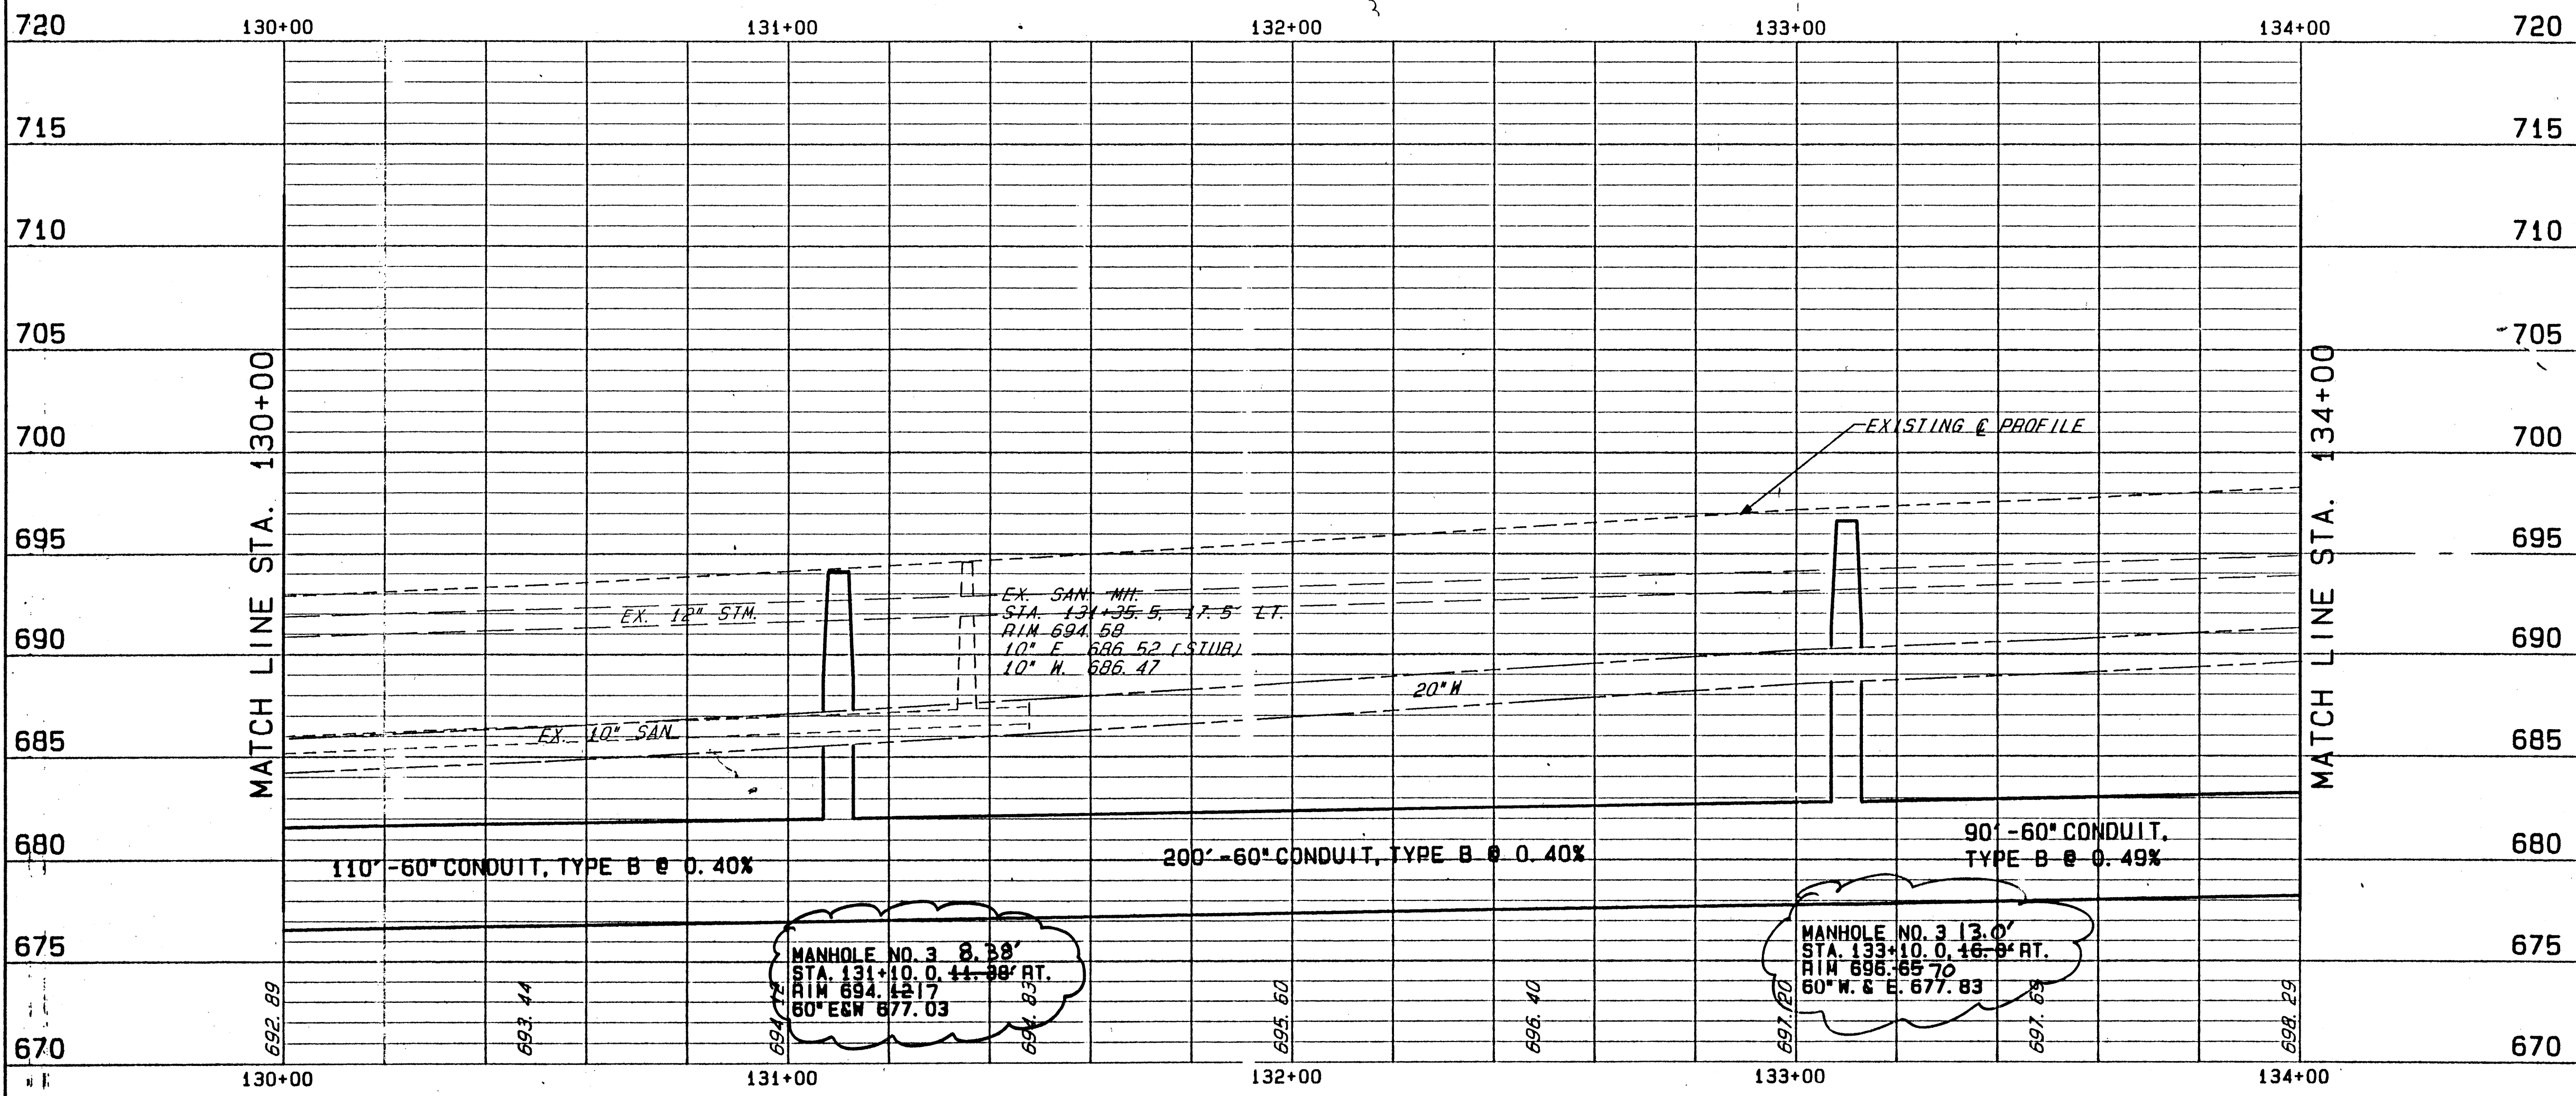 720 130+00 131+00 132+00 133+00 134+00 720
715 715
710 710
705 705
700 700
695 695
690 690
685 685
680 680
675 675
670 670
MATCH LINE STA. 130+00
MATCH LINE STA. 134+00
EXISTING ℄ PROFILE
EX. 12" STM.
EX. SAN. MH.
STA. 131+35.5, 17.5' LT.
RIM 694.58
10" E. 686.52 (STUB)
10" W. 686.47
20" W
EX. 10" SAN.
110'-60" CONDUIT, TYPE B @ 0.40%
200'-60" CONDUIT, TYPE B @ 0.40%
90'-60" CONDUIT,
TYPE B @ 0.49%
MANHOLE NO. 3 8.38'
STA. 131+10.0, 11.38' RT.
RIM 694.12 17
60" E&W 677.03
MANHOLE NO. 3 13.0'
STA. 133+10.0, 16.0' RT.
RIM 696.65 70
60" W. & E. 677.83
692.89 693.44 694.12 694.83 695.60 696.40 697.20 697.69 698.29
130+00 131+00 132+00 133+00 134+00